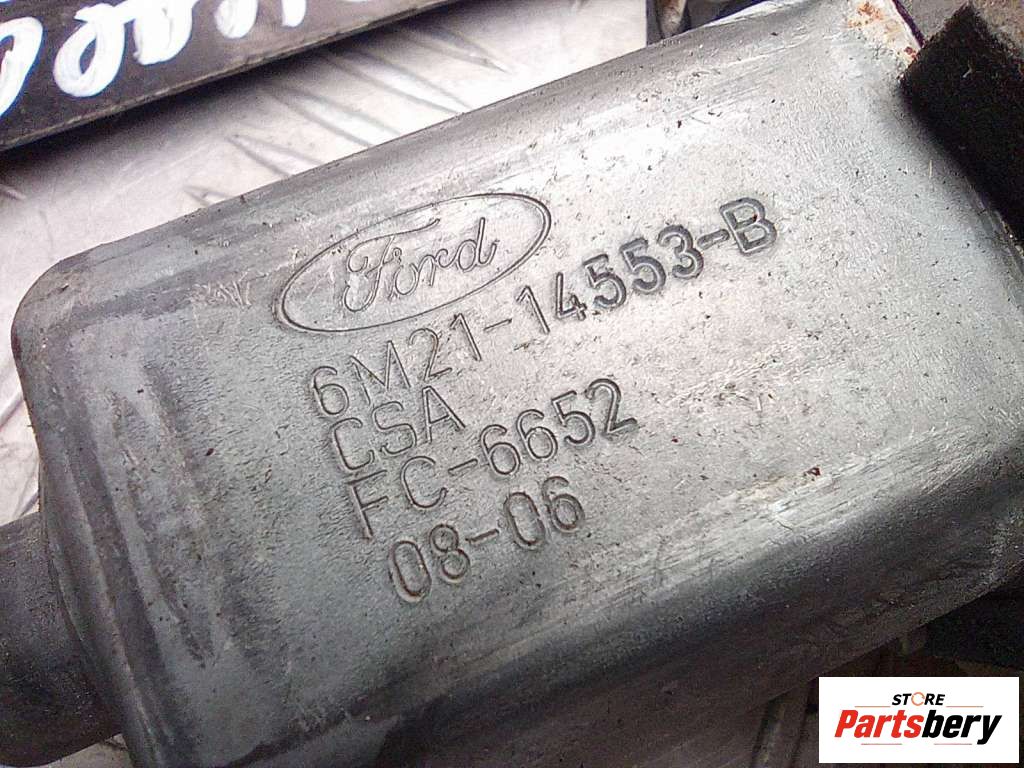 Ford
6M21-14553-B
CSA
FC-6652
08-06
STORE
Partsbery